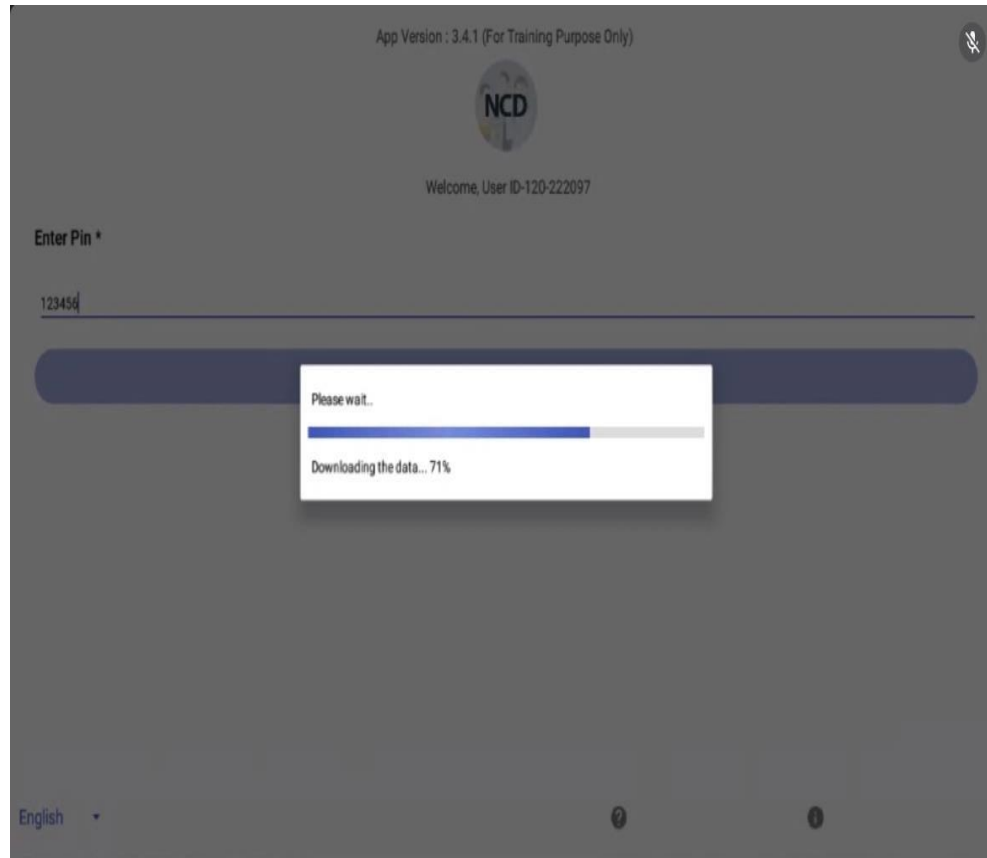 App Version : 3.4.1 (For Training Purpose Only)
NCD
Welcome, User ID-120-222097
Enter Pin *
123456
Please wait..
Downloading the data... 71%
English